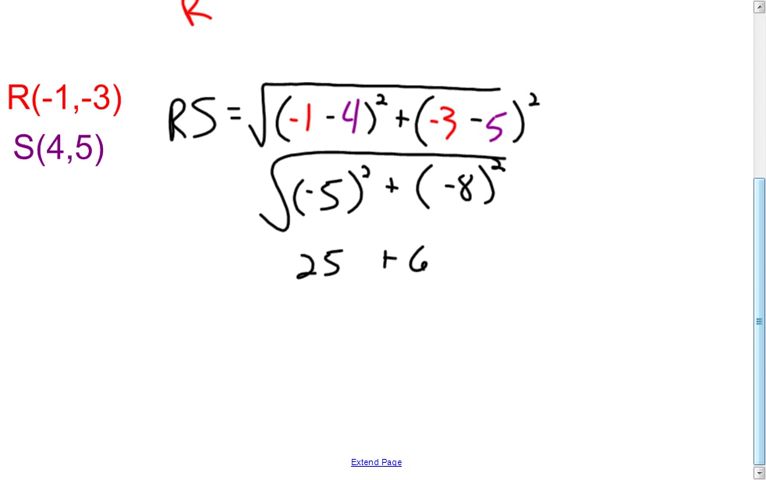 R
R(-1,-3)
S(4,5)
RS = √(-1 - 4)² + (-3 - 5)²
√(-5)² + (-8)²
25 + 6
Extend Page